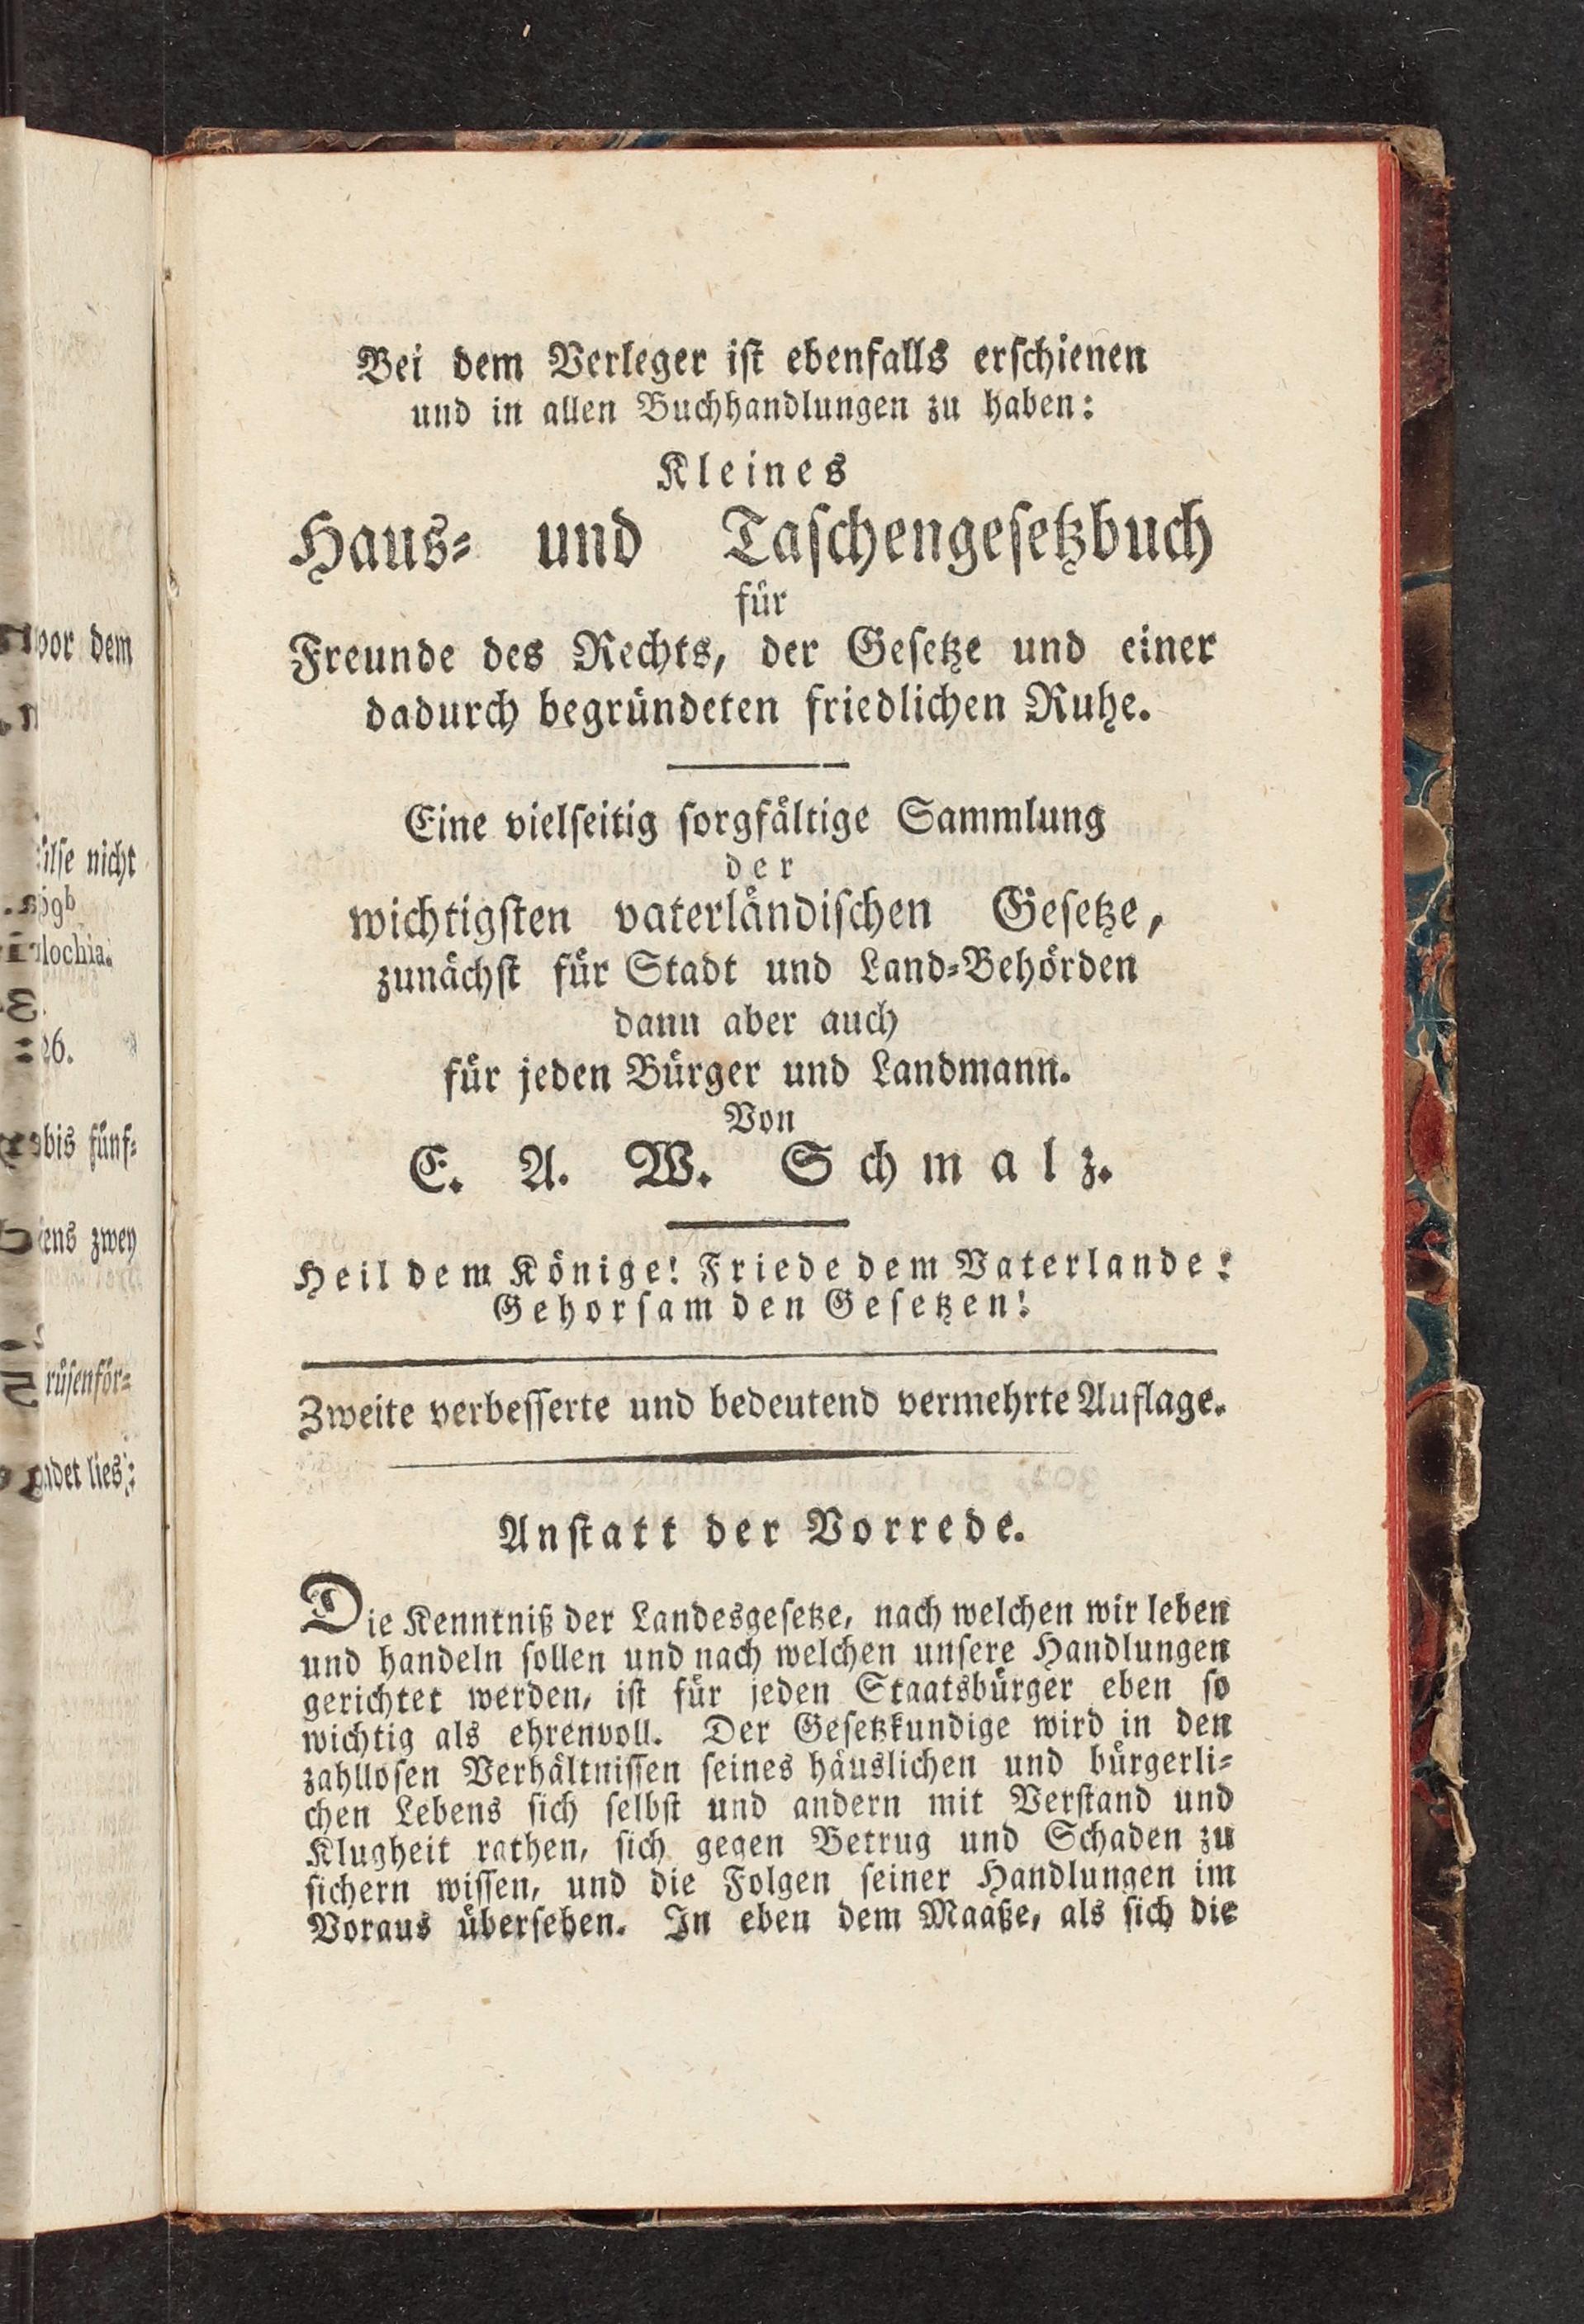 Bei dem Verleger ist ebenfalls erschienen
und in allen Buchhandlungen zu haben:
Kleines
Haus- und Taschengesetzbuch
für
Freunde des Rechts, der Gesetze und einer
dadurch begründeten friedlichen Ruhe.
Eine vielseitig sorgfältige Sammlung
der
wichtigsten vaterländischen Gesetze,
zunächst für Stadt und Land-Behörden
dann aber auch
für jeden Bürger und Landmann.
Von
E. A. W. Schmalz.
Heil dem Könige! Friede dem Vaterlande!
Gehorsam den Gesetzen!
Zweite verbesserte und bedeutend vermehrte Auflage.
Anstatt der Vorrede.
Die Kenntniß der Landesgesetze, nach welchen wir leben
und handeln sollen und nach welchen unsere Handlungen
gerichtet werden, ist für jeden Staatsbürger eben so
wichtig als ehrenvoll. Der Gesetzkundige wird in den
zahllosen Verhältnissen seines häuslichen und bürgerli-
chen Lebens sich selbst und andern mit Verstand und
Klugheit rathen, sich gegen Betrug und Schaden zu
sichern wissen, und die Folgen seiner Handlungen im
Voraus übersehen. In eben dem Maaße, als sich die
vor dem
nicht
26.
bis fünf-
zwey